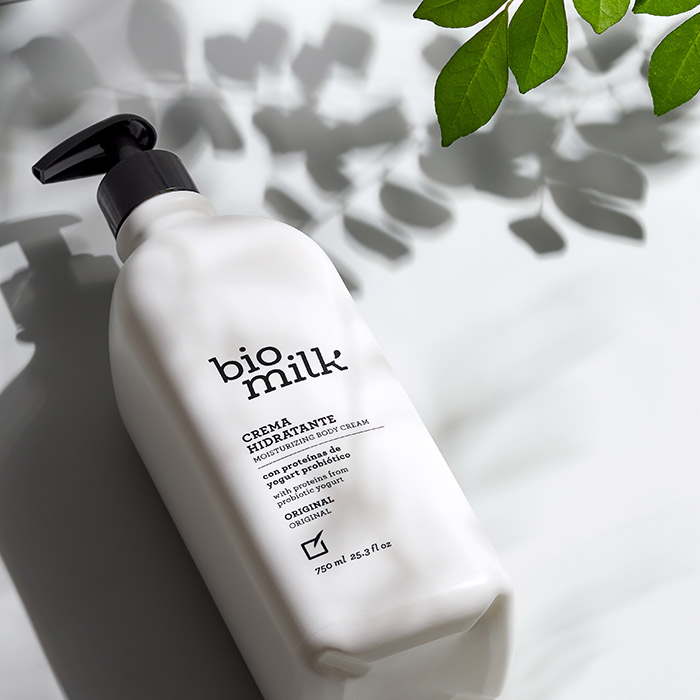 bio
milk
CREMA
HIDRATANTE
MOISTURIZING BODY CREAM
con proteínas de
yogurt probiótico
with proteins from
probiotic yogurt
ORIGINAL
ORIGINAL
750 ml 25.3 fl oz